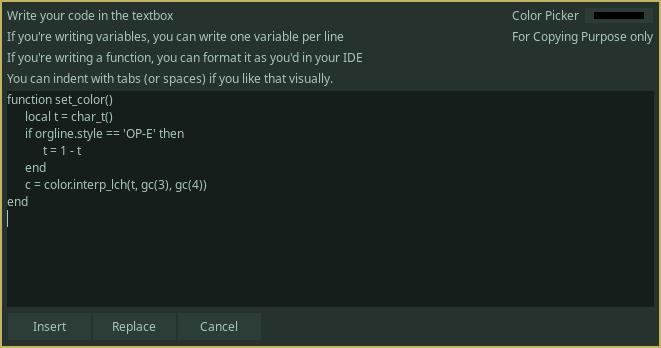 Write your code in the textbox
Color Picker
If you're writing variables, you can write one variable per line
For Copying Purpose only
If you're writing a function, you can format it as you'd in your IDE
You can indent with tabs (or spaces) if you like that visually.
function set_color()
    local t = char_t()
    if orgline.style == 'OP-E' then
        t = 1 - t
    end
    c = color.interp_lch(t, gc(3), gc(4))
end
Insert
Replace
Cancel